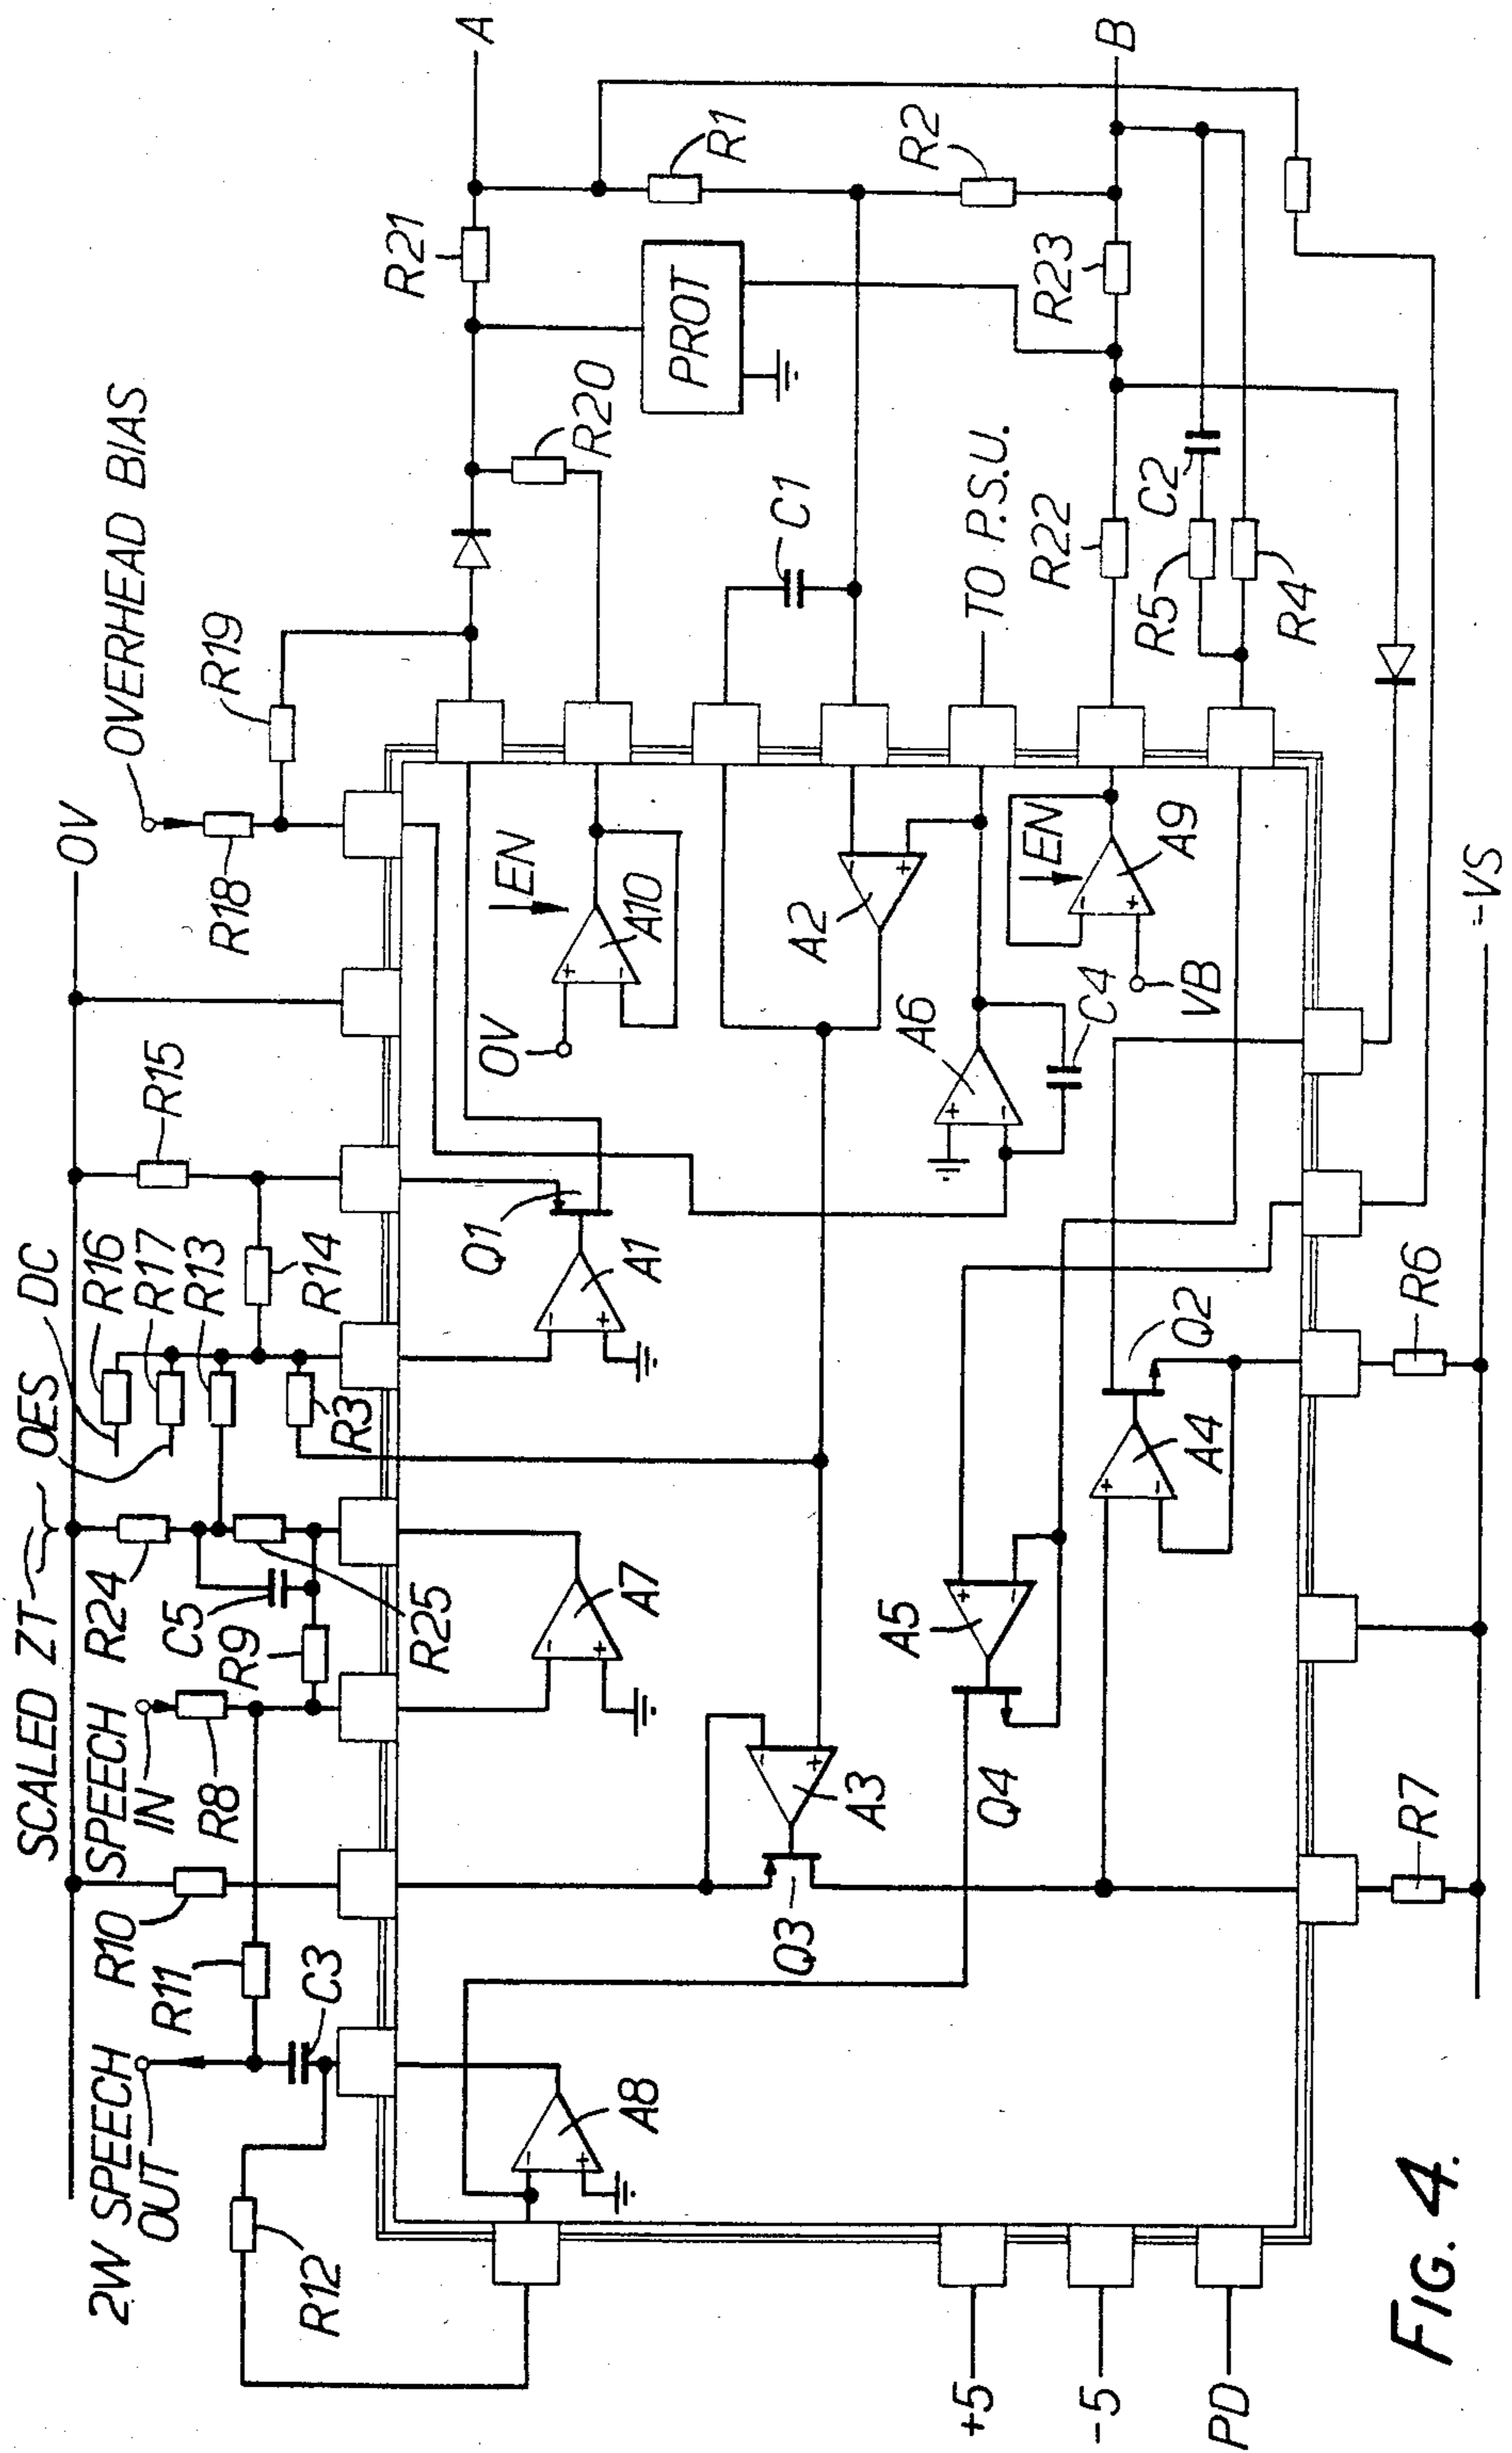 2W SPEECH
OUT
R12
R11
C3
R10
SPEECH
IN
R8
R9
C5
R24
R25
SCALED ZT
OES
DC
R16
R17
R13
R3
R14
R15
0V
R18
OVERHEAD BIAS
R19
R21
A
R20
PROT
R1
R2
C1
TO P.S.U.
R22
R23
B
R5
C2
R4
A8
+
-
A7
+
-
A1
+
-
Q1
0V
EN
A10
+
-
A2
+
-
A6
+
-
C4
EN
A9
+
-
VB
A3
+
-
Q3
A5
+
-
Q4
A4
+
-
Q2
R7
R6
-VS
+5
-5
PD
FIG. 4.